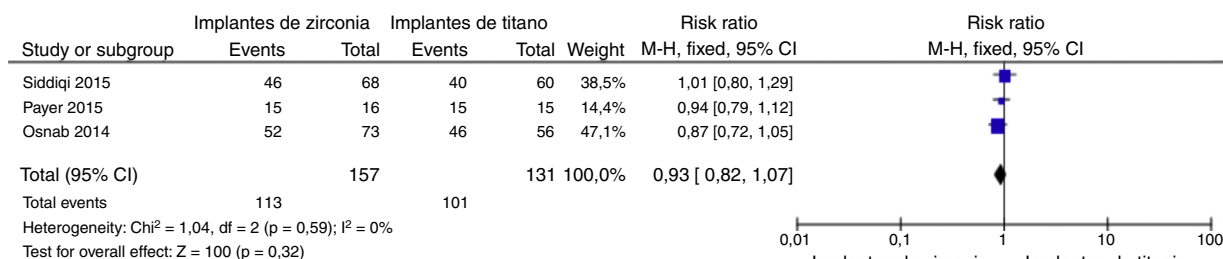 Implantes de zirconia Implantes de titano Risk ratio Risk ratio
Study or subgroup Events Total Events Total Weight M-H, fixed, 95% CI M-H, fixed, 95% CI
Siddiqi 2015 46 68 40 60 38,5% 1,01 [0,80, 1,29]
Payer 2015 15 16 15 15 14,4% 0,94 [0,79, 1,12]
Osnab 2014 52 73 46 56 47,1% 0,87 [0,72, 1,05]
Total (95% CI) 157 131 100,0% 0,93 [ 0,82, 1,07]
Total events 113 101
Heterogeneity: Chi² = 1,04, df = 2 (p = 0,59); I² = 0%
Test for overall effect: Z = 100 (p = 0,32)
0,01 0,1 1 10 100